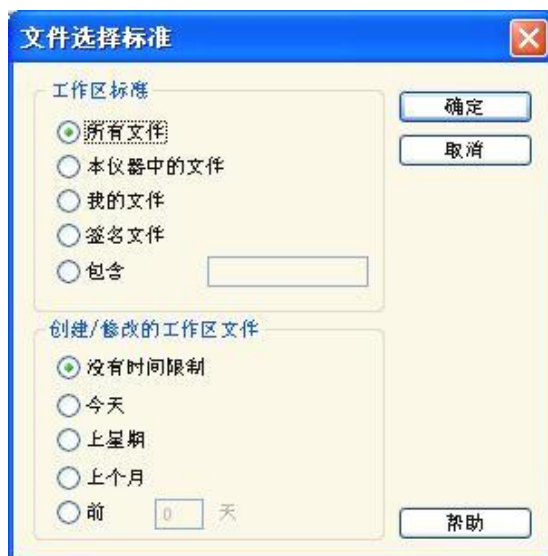 文件选择标准
工作区标准
确定
所有文件
取消
本仪器中的文件
我的文件
签名文件
包含
创建/修改的工作区文件
没有时间限制
今天
上星期
上个月
前 0 天
帮助